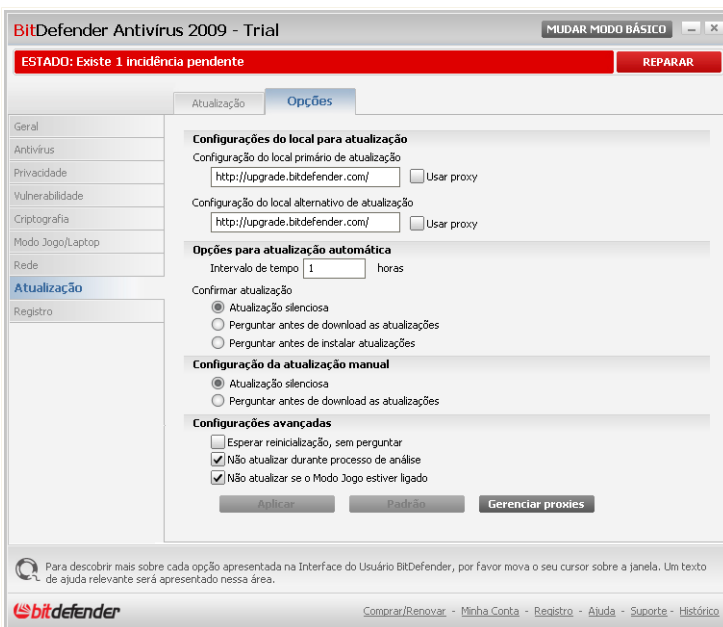 BitDefender Antivírus 2009 - Trial
MUDAR MODO BÁSICO
ESTADO: Existe 1 incidência pendente
REPARAR
Atualização
Opções
Geral
Antivírus
Privacidade
Vulnerabilidade
Criptografia
Modo Jogo/Laptop
Rede
Atualização
Registro
Configurações do local para atualização
Configuração do local primário de atualização
http://upgrade.bitdefender.com/
Usar proxy
Configuração do local alternativo de atualização
http://upgrade.bitdefender.com/
Usar proxy
Opções para atualização automática
Intervalo de tempo 1 horas
Confirmar atualização
Atualização silenciosa
Perguntar antes de download as atualizações
Perguntar antes de instalar atualizações
Configuração da atualização manual
Atualização silenciosa
Perguntar antes de download as atualizações
Configurações avançadas
Esperar reinicialização, sem perguntar
Não atualizar durante processo de análise
Não atualizar se o Modo Jogo estiver ligado
Aplicar
Padrão
Gerenciar proxies
Para descobrir mais sobre cada opção apresentada na Interface do Usuário BitDefender, por favor mova o seu cursor sobre a janela. Um texto
de ajuda relevante será apresentado nessa área.
bitdefender
Comprar/Renovar - Minha Conta - Registro - Ajuda - Suporte - Histórico